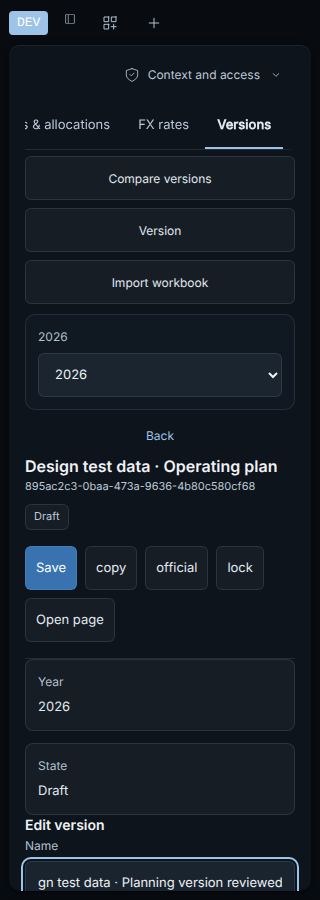 DEV
Context and access
s & allocations FX rates Versions
Compare versions
Version
Import workbook
2026
2026
Back
Design test data · Operating plan
895ac2c3-0baa-473a-9636-4b80c580cf68
Draft
Save copy official lock
Open page
Year
2026
State
Draft
Edit version
Name
gn test data · Planning version reviewed